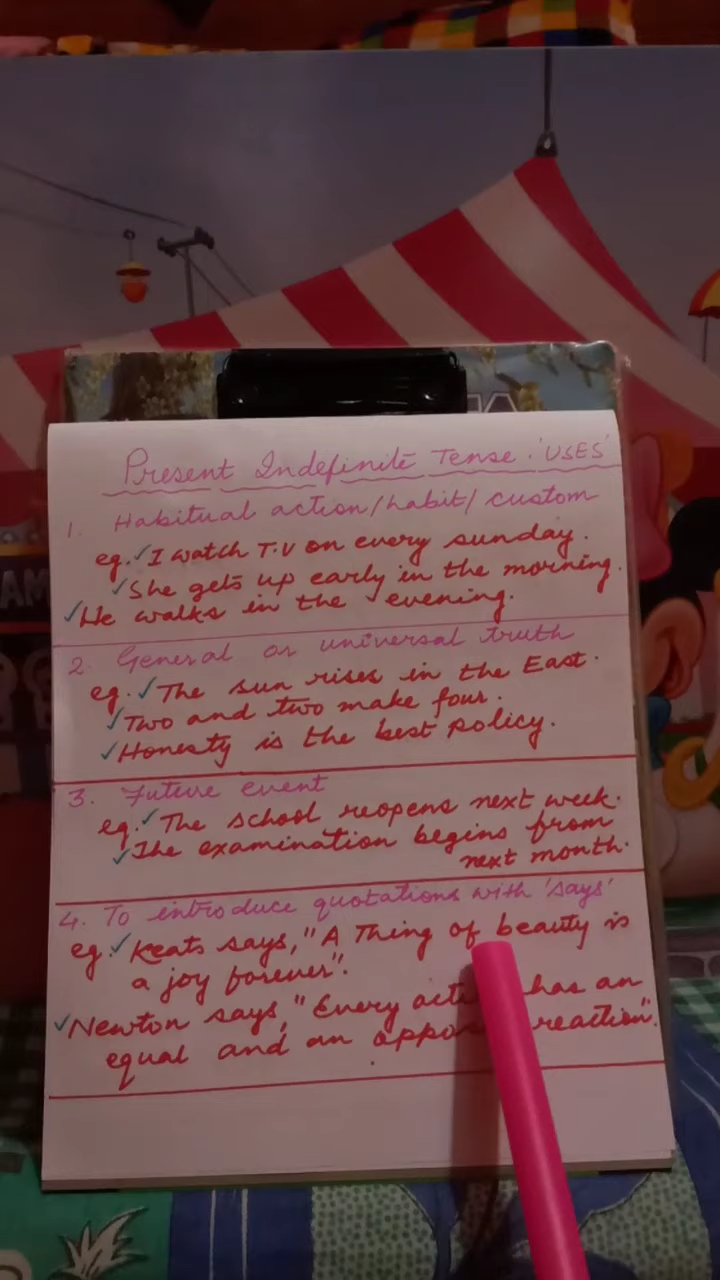 Present Indefinite Tense. 'USES'
1. Habitual action/habit/custom
eg. ✓I watch T.V on every sunday.
✓She gets up early in the morning.
✓He walks in the evening.
2. General or universal truth
eg. ✓The sun rises in the East.
✓Two and two make four.
✓Honesty is the best policy.
3. Future event
eg. ✓The school reopens next week.
✓The examination begins from
next month.
4. To introduce quotations with 'says'
eg. ✓Keats says, "A Thing of beauty is
a joy forever".
✓Newton says, "Every has an
equal and an reaction".